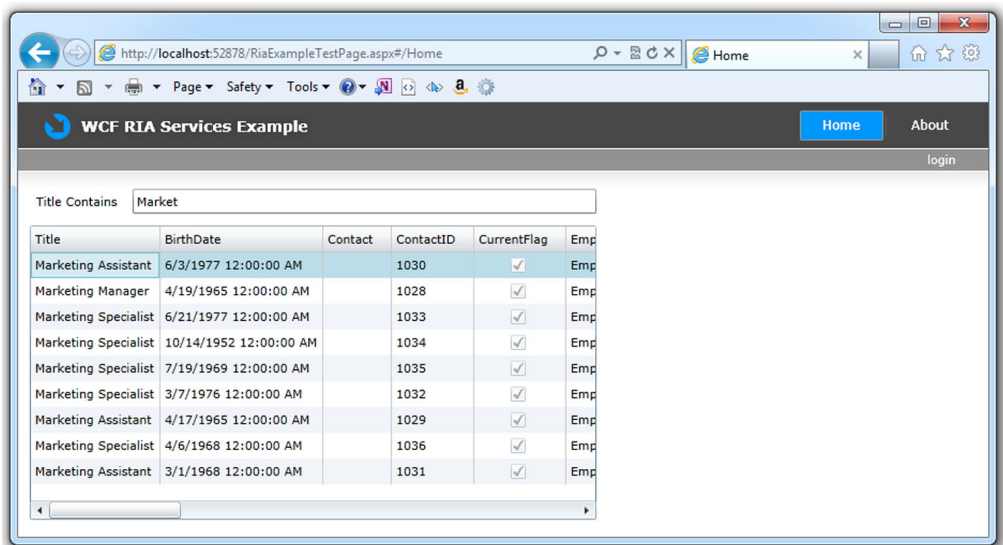 http://localhost:52878/RiaExampleTestPage.aspx#/Home Home
Page Safety Tools
WCF RIA Services Example Home About
login
Title Contains Market
Title BirthDate Contact ContactID CurrentFlag Emp
Marketing Assistant 6/3/1977 12:00:00 AM 1030 Emp
Marketing Manager 4/19/1965 12:00:00 AM 1028 Emp
Marketing Specialist 6/21/1977 12:00:00 AM 1033 Emp
Marketing Specialist 10/14/1952 12:00:00 AM 1034 Emp
Marketing Specialist 7/19/1969 12:00:00 AM 1035 Emp
Marketing Specialist 3/7/1976 12:00:00 AM 1032 Emp
Marketing Assistant 4/17/1965 12:00:00 AM 1029 Emp
Marketing Specialist 4/6/1968 12:00:00 AM 1036 Emp
Marketing Assistant 3/1/1968 12:00:00 AM 1031 Emp